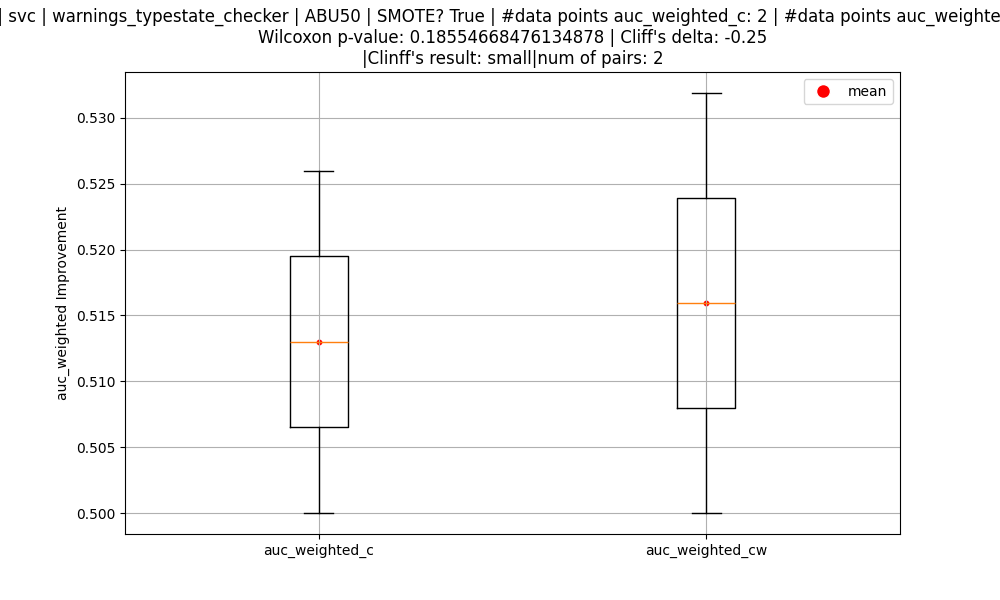 | svc | warnings_typestate_checker | ABU50 | SMOTE? True | #data points auc_weighted_c: 2 | #data points auc_weighte
Wilcoxon p-value: 0.18554668476134878 | Cliff's delta: -0.25
|Clinff's result: small|num of pairs: 2
mean
0.530
0.525
0.520
0.515
0.510
0.505
0.500
auc_weighted Improvement
auc_weighted_c
auc_weighted_cw